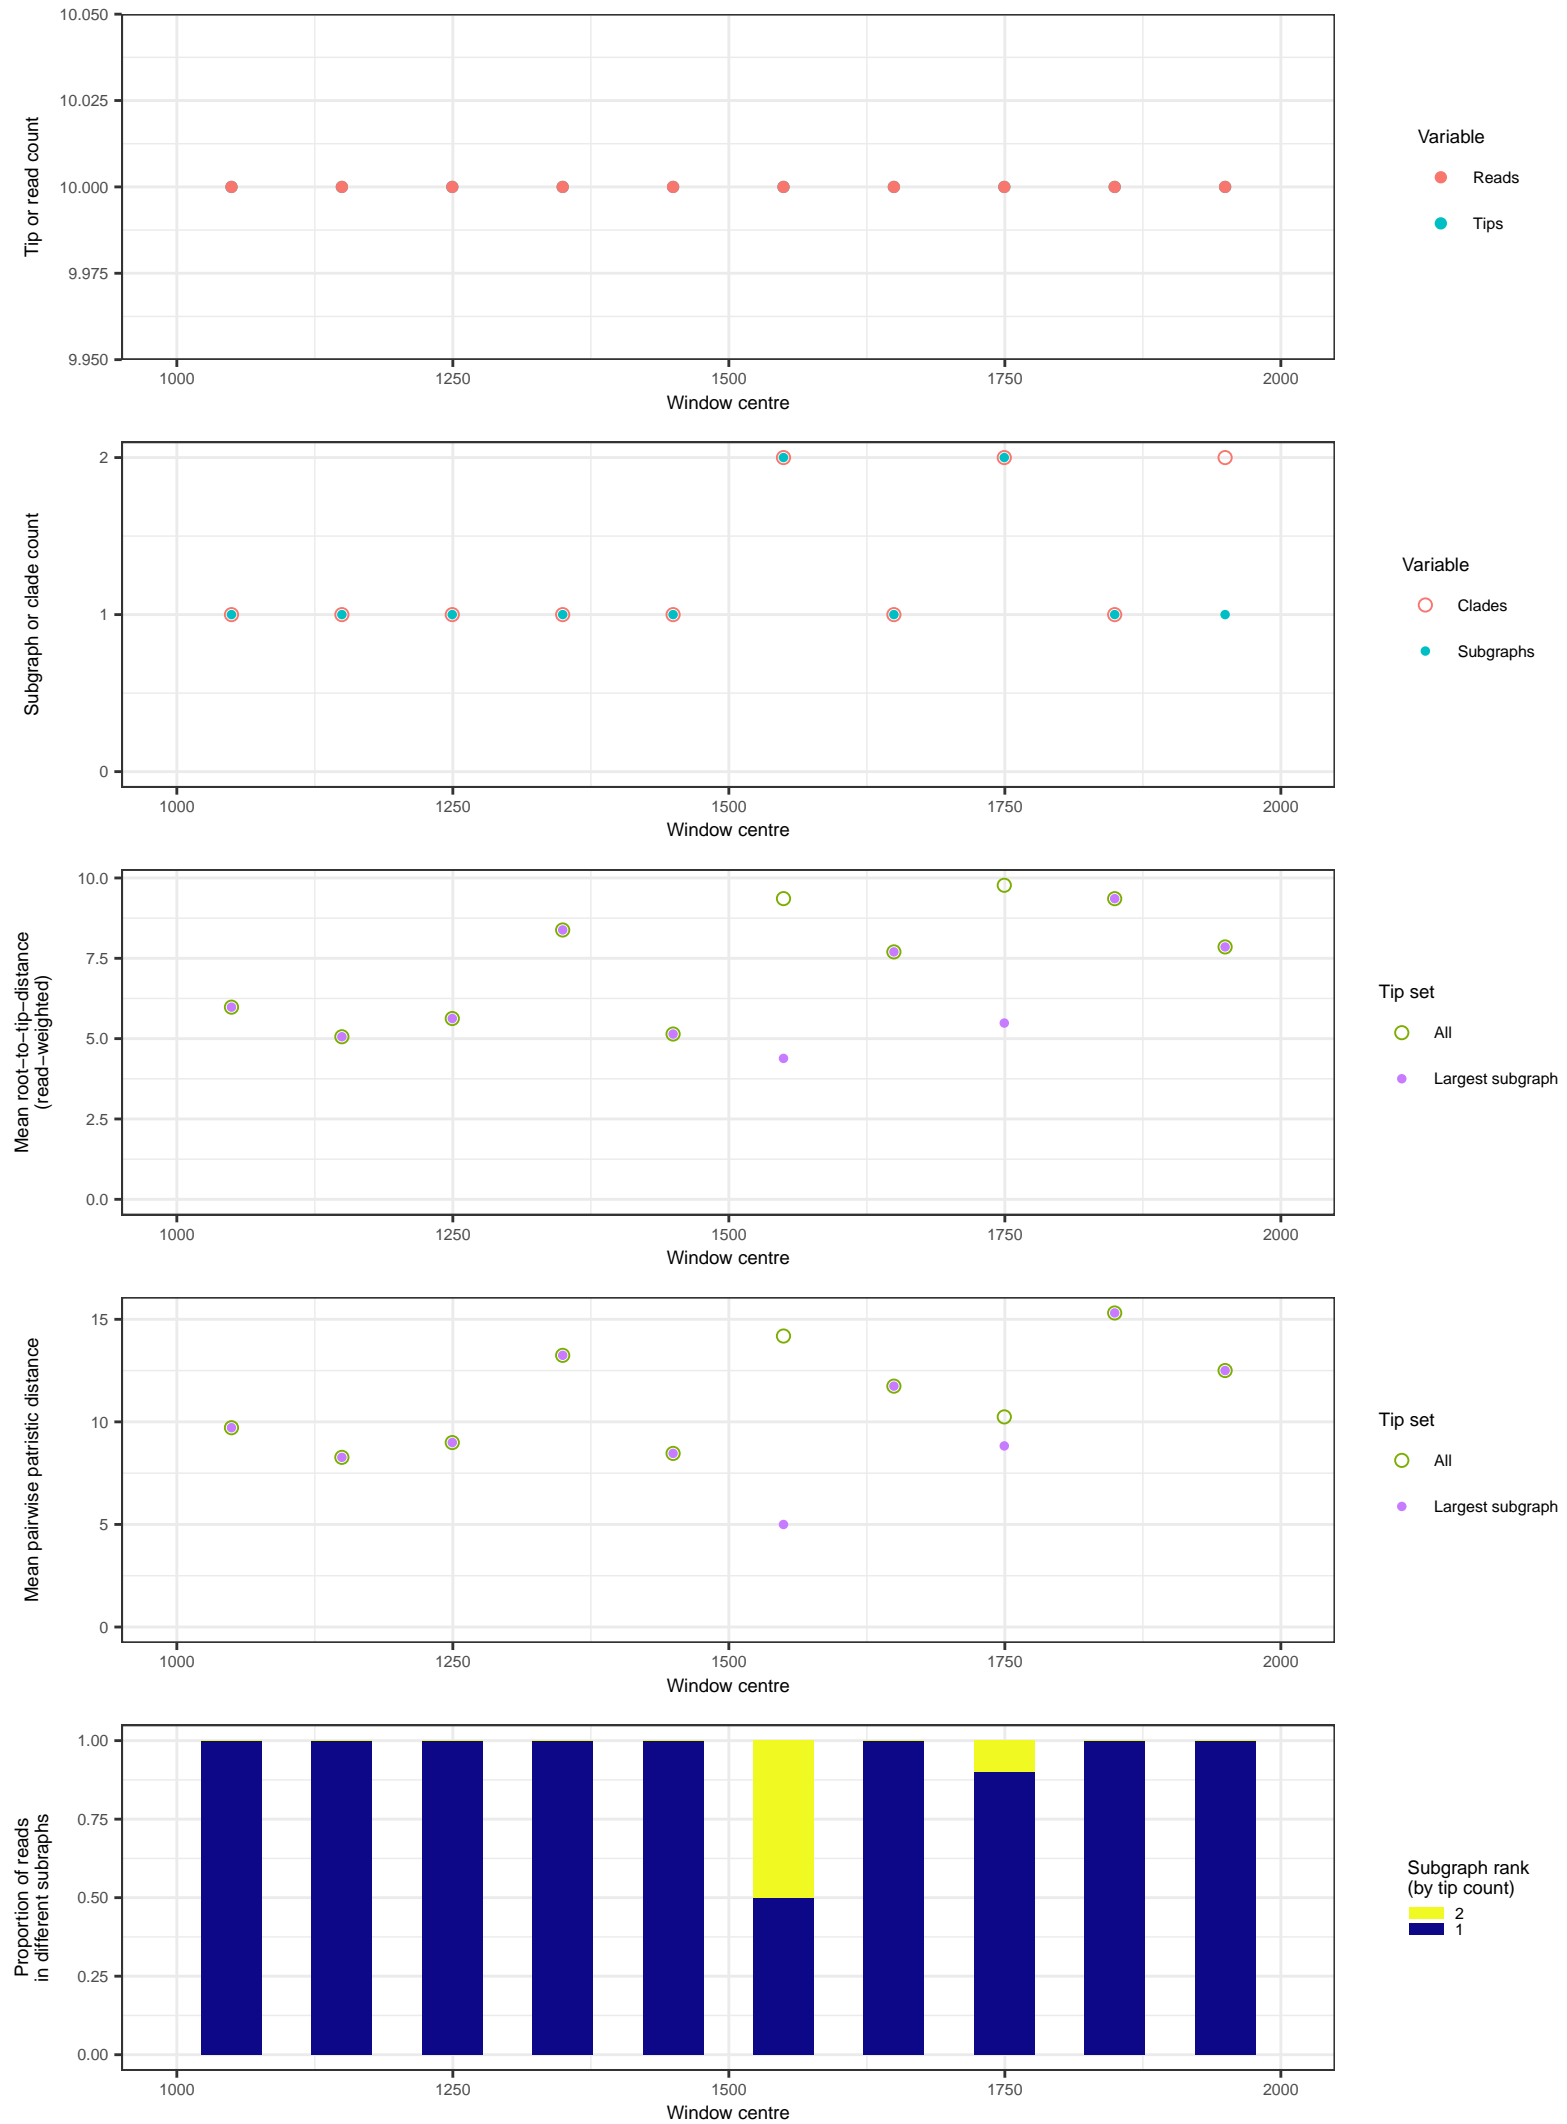 10.050
10.025
10.000
9.975
9.950
Tip or read count
1000 1250 1500 1750 2000
Window centre
Variable
Reads
Tips
2
1
0
Subgraph or clade count
1000 1250 1500 1750 2000
Window centre
Variable
Clades
Subgraphs
10.0
7.5
5.0
2.5
0.0
Mean root−to−tip−distance
(read−weighted)
1000 1250 1500 1750 2000
Window centre
Tip set
All
Largest subgraph
15
10
5
0
Mean pairwise patristic distance
1000 1250 1500 1750 2000
Window centre
Tip set
All
Largest subgraph
1.00
0.75
0.50
0.25
0.00
Proportion of reads
in different subraphs
1000 1250 1500 1750 2000
Window centre
Subgraph rank
(by tip count)
2
1